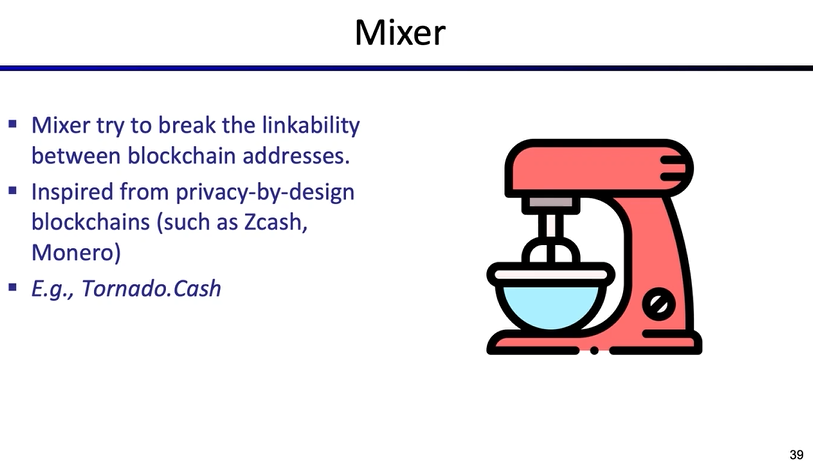 Mixer
▪ Mixer try to break the linkability
between blockchain addresses.
▪ Inspired from privacy-by-design
blockchains (such as Zcash,
Monero)
▪ E.g., Tornado.Cash
39